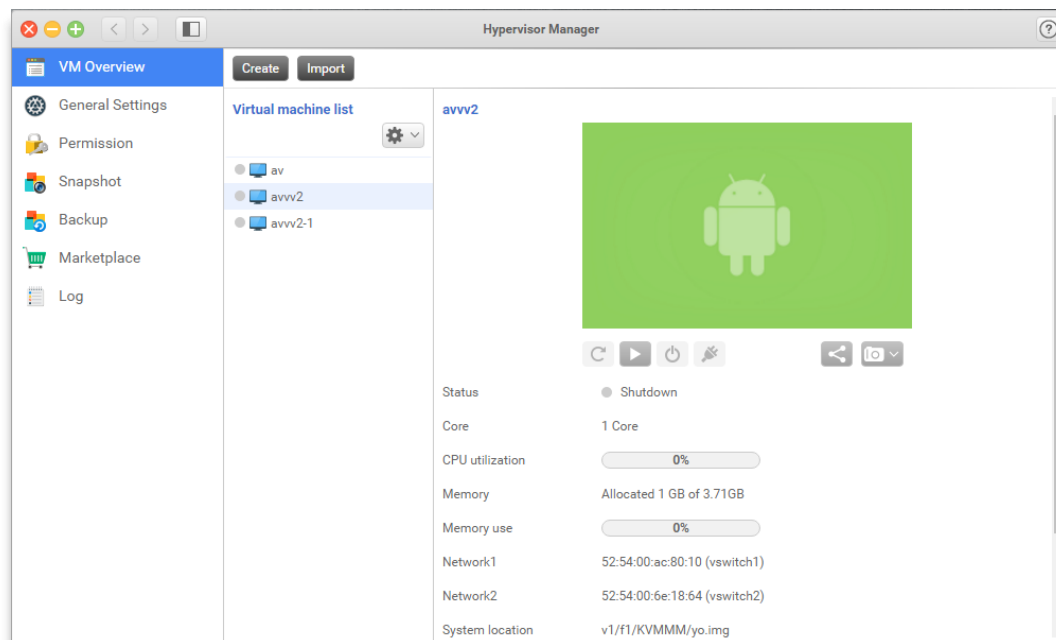 Hypervisor Manager
?
VM Overview
General Settings
Permission
Snapshot
Backup
Marketplace
Log
Create Import
Virtual machine list
av
avvv2
avvv2-1
avvv2
Status Shutdown
Core 1 Core
CPU utilization 0%
Memory Allocated 1 GB of 3.71GB
Memory use 0%
Network1 52:54:00:ac:80:10 (vswitch1)
Network2 52:54:00:6e:18:64 (vswitch2)
System location v1/f1/KVMMM/yo.img